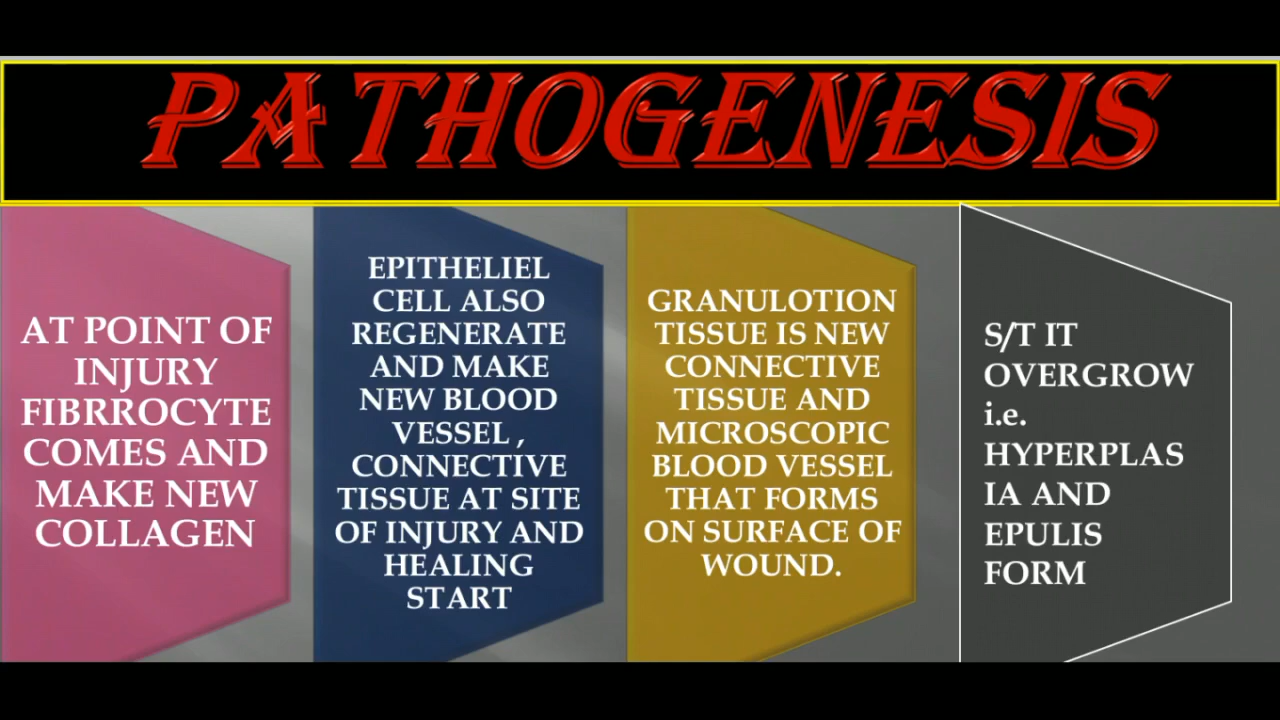 PATHOGENESIS
AT POINT OF
INJURY
FIBRROCYTE
COMES AND
MAKE NEW
COLLAGEN
EPITHELIEL
CELL ALSO
REGENERATE
AND MAKE
NEW BLOOD
VESSEL ,
CONNECTIVE
TISSUE AT SITE
OF INJURY AND
HEALING
START
GRANULOTION
TISSUE IS NEW
CONNECTIVE
TISSUE AND
MICROSCOPIC
BLOOD VESSEL
THAT FORMS
ON SURFACE OF
WOUND.
S/T IT
OVERGROW
i.e.
HYPERPLAS
IA AND
EPULIS
FORM